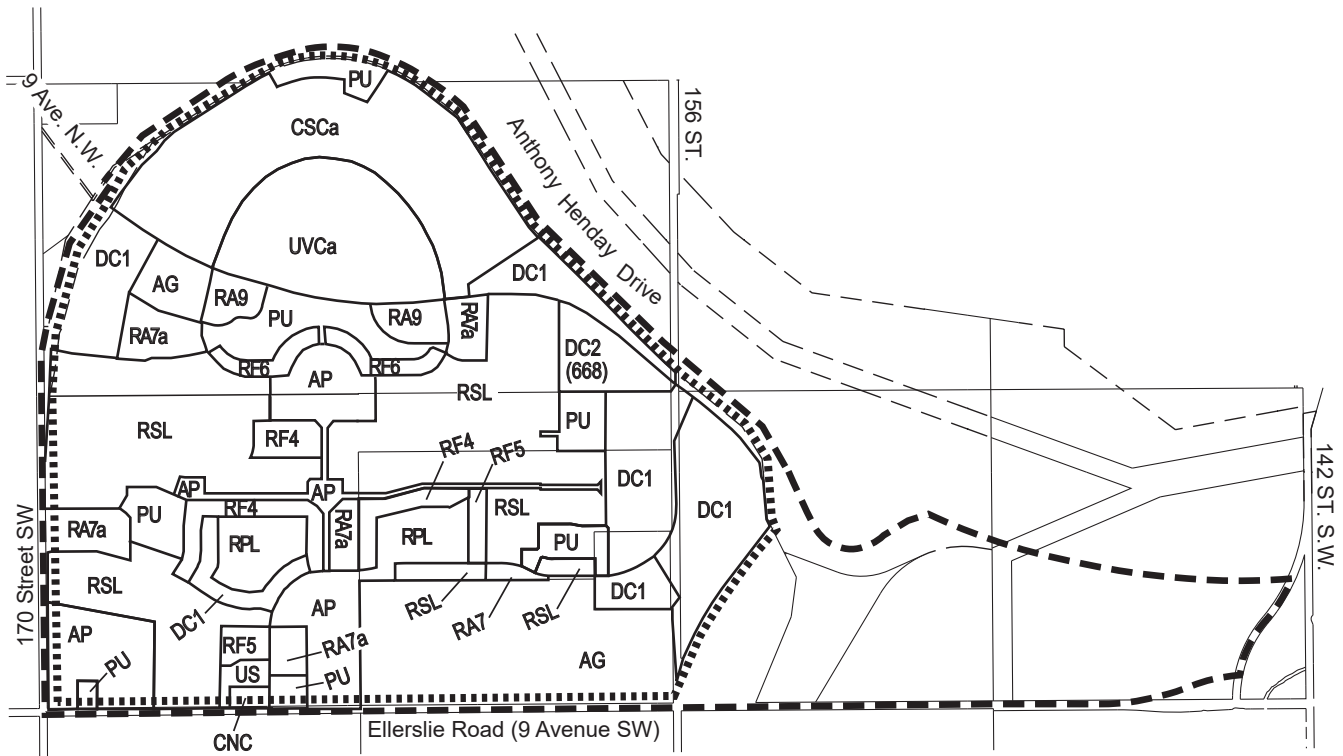 PU
9 Ave. N.W.
CSCa
156 ST.
Anthony Henday Drive
UVCa
DC1
DC1
AG
RA9
RA9
PU
RA7a
RA7a
DC2
(668)
RF6
RF6
AP
RSL
RSL
PU
RF4
RF4
RF5
DC1
DC1
142 ST. S.W.
AP
AP
RSL
PU
RF4
RA7a
RA7a
RPL
RPL
PU
170 Street SW
RSL
DC1
RSL
RA7
RSL
DC1
AP
AP
RF5
RA7a
PU
US
PU
AG
CNC
Ellerslie Road (9 Avenue SW)